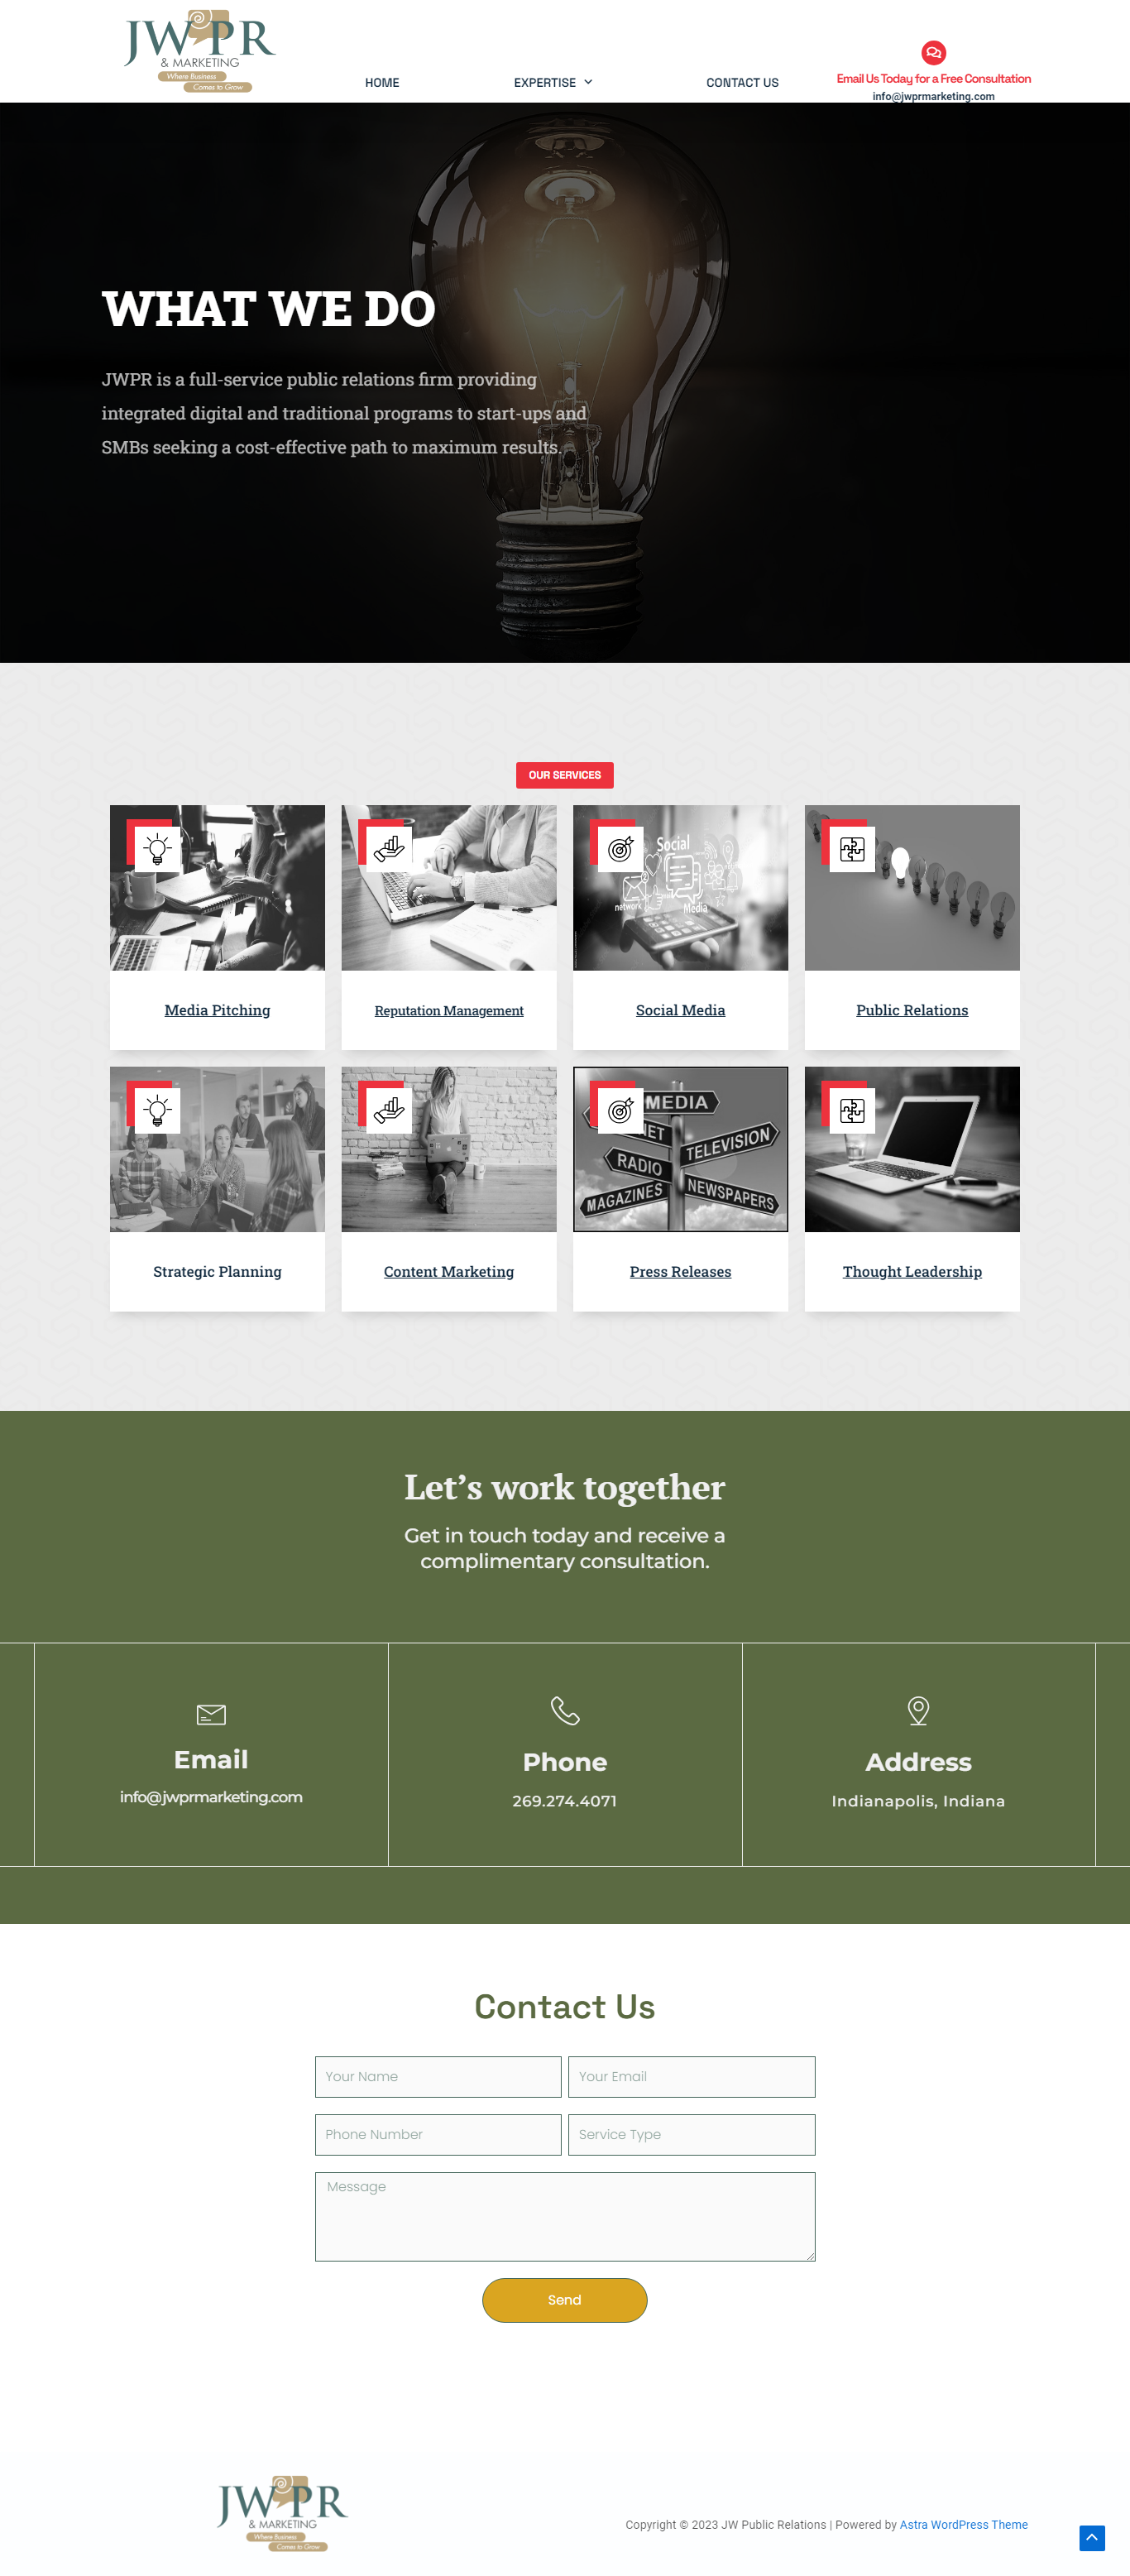 JWPR
& MARKETING
Where Business
Comes to Grow
HOME
EXPERTISE
CONTACT US
Email Us Today for a Free Consultation
info@jwprmarketing.com
WHAT WE DO
JWPR is a full-service public relations firm providing
integrated digital and traditional programs to start-ups and
SMBs seeking a cost-effective path to maximum results.
OUR SERVICES
Social
network
Media
Media Pitching
Reputation Management
Social Media
Public Relations
MEDIA
NET
TELEVISION
RADIO
MAGAZINES
NEWSPAPERS
Strategic Planning
Content Marketing
Press Releases
Thought Leadership
Let’s work together
Get in touch today and receive a
complimentary consultation.
Email
info@jwprmarketing.com
Phone
269.274.4071
Address
Indianapolis, Indiana
Contact Us
Your Name
Your Email
Phone Number
Service Type
Message
Send
JWPR
& MARKETING
Where Business
Comes to Grow
Copyright © 2023 JW Public Relations | Powered by Astra WordPress Theme